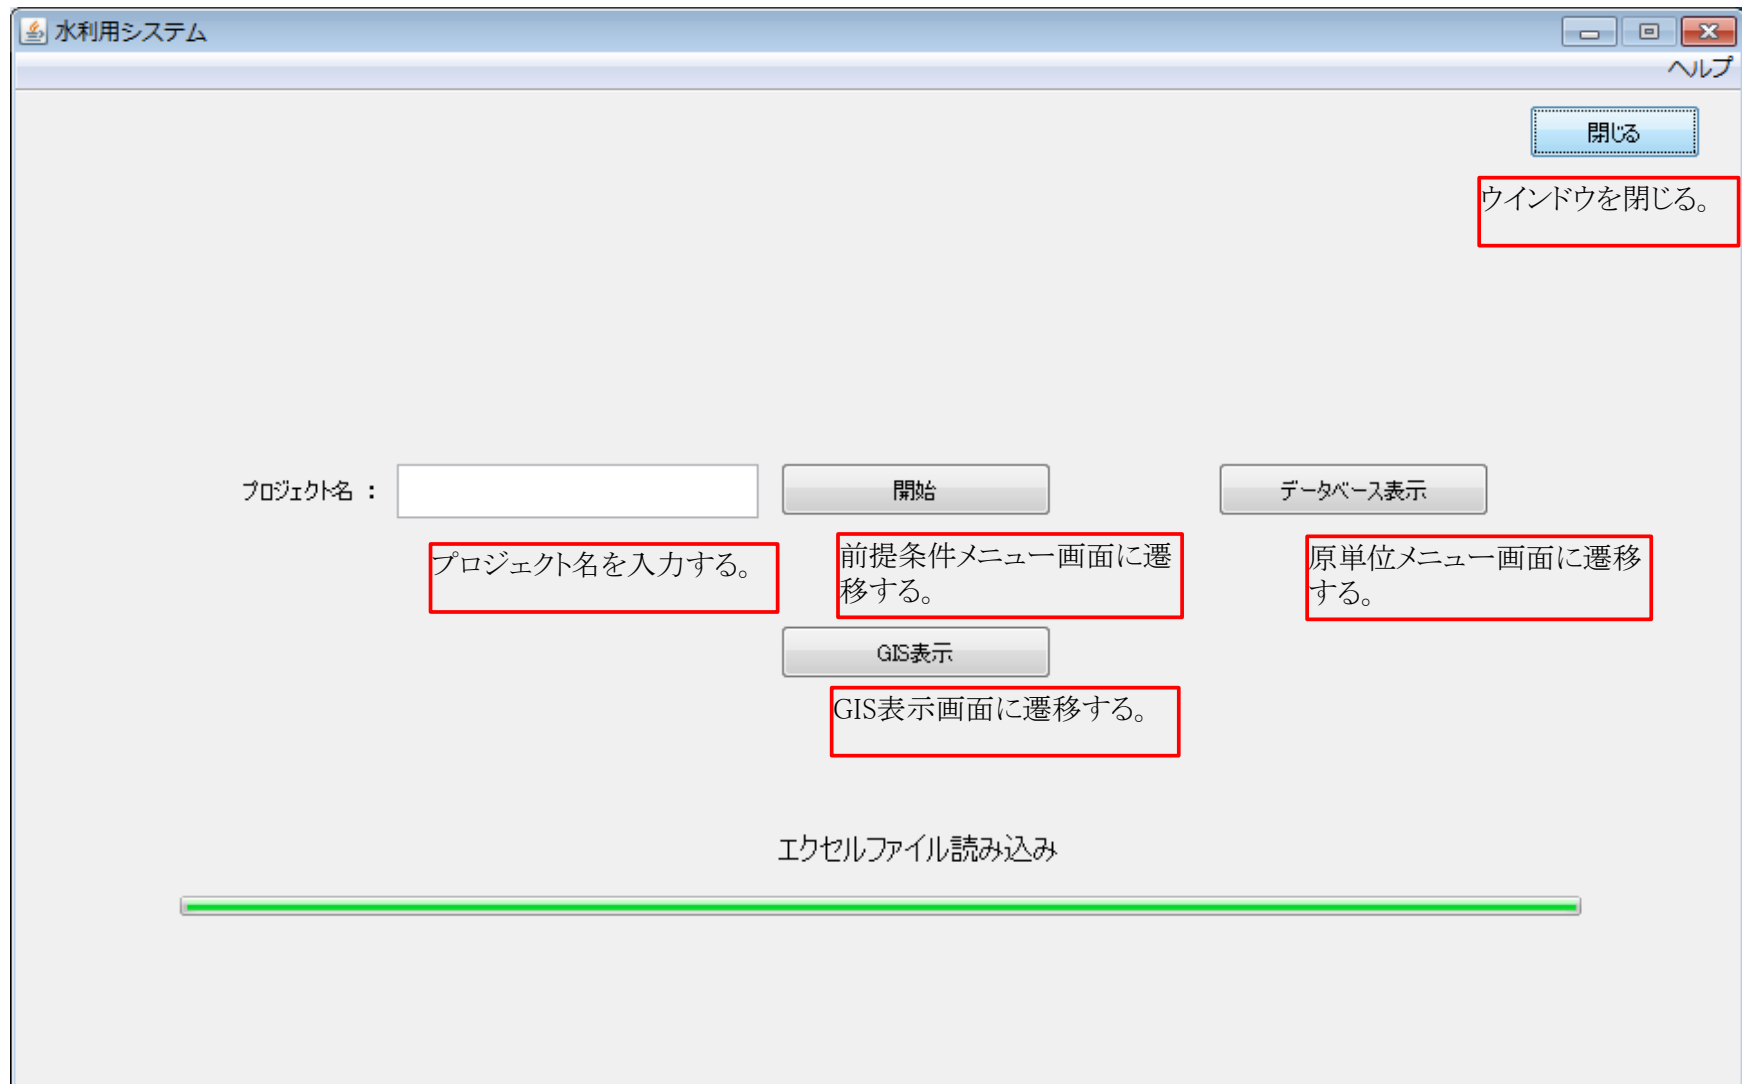 水利用システム
ヘルプ
閉じる
ウインドウを閉じる。
プロジェクト名 :
開始
データベース表示
プロジェクト名を入力する。
前提条件メニュー画面に遷
移する。
原単位メニュー画面に遷移
する。
GIS表示
GIS表示画面に遷移する。
エクセルファイル読み込み